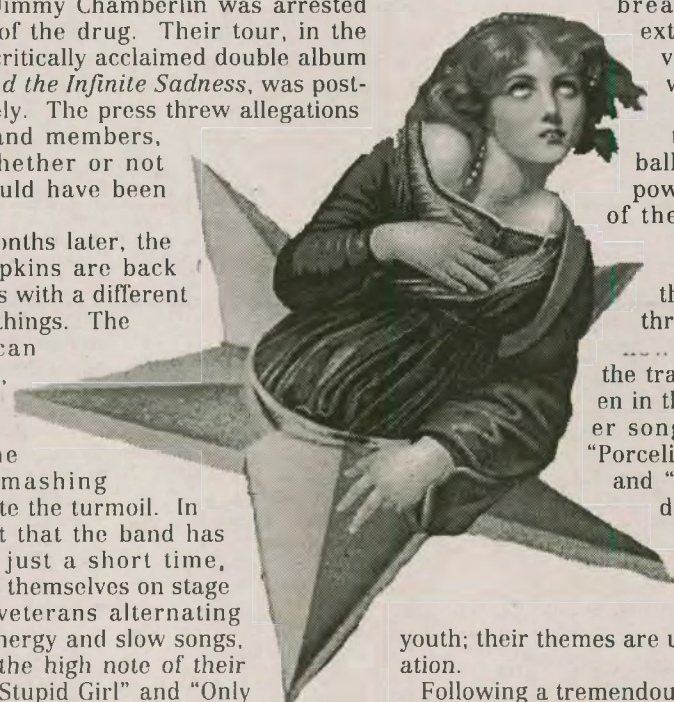 Jimmy Chamberlin was arrested
of the drug. Their tour, in the
critically acclaimed double album
d the Infinite Sadness, was post-
ely. The press threw allegations
and members,
hether or not
uld have been
onths later, the
pkins are back
s with a different
things. The
can
,
he
mashing
te the turmoil. In
t that the band has
just a short time,
themselves on stage
veterans alternating
nergy and slow songs,
the high note of their
Stupid Girl” and “Only
brea
ext
v
w
ball
pow
of the
th
thr
the tra
en in th
er song
“Porceli
and “
d
youth; their themes are u
ation.
Following a tremendou